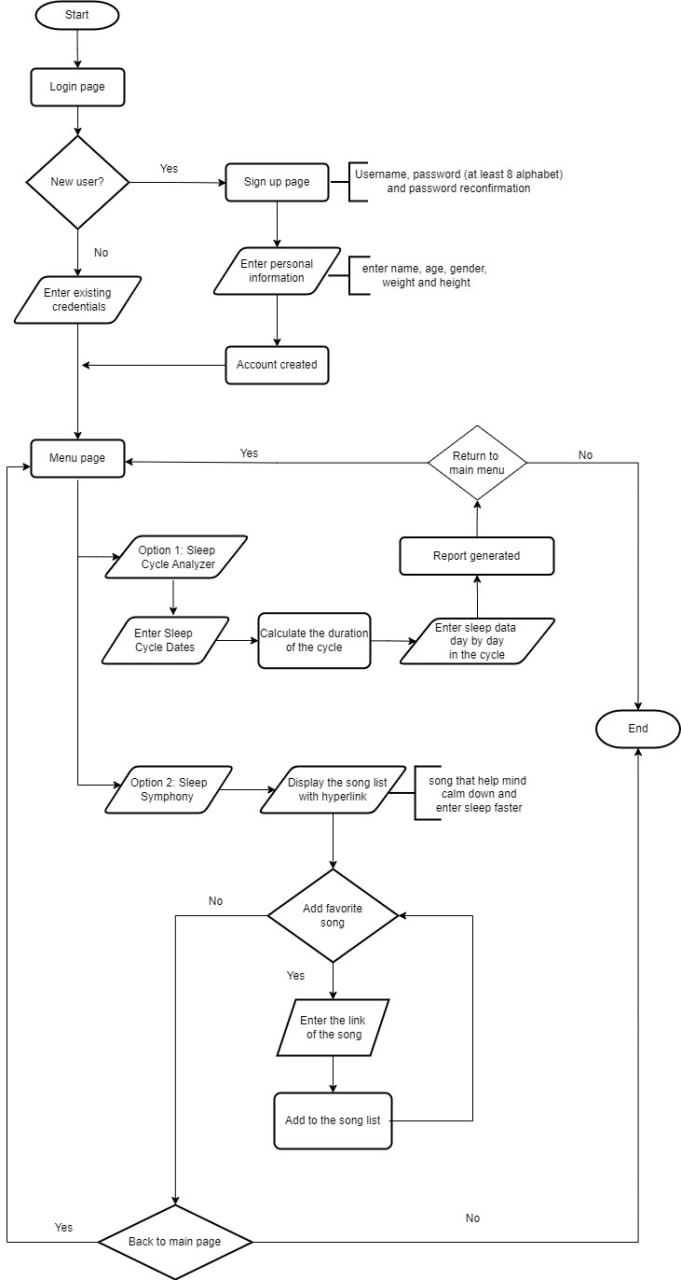 Start
Login page
New user?
Yes
Sign up page
Username, password (at least 8 alphabet)
and password reconfirmation
No
Enter existing
credentials
Enter personal
information
enter name, age, gender,
weight and height
Account created
Menu page
Yes
Return to
main menu
No
Option 1: Sleep
Cycle Analyzer
Report generated
Enter Sleep
Cycle Dates
Calculate the duration
of the cycle
Enter sleep data
day by day
in the cycle
End
Option 2: Sleep
Symphony
Display the song list
with hyperlink
song that help mind
calm down and
enter sleep faster
No
Add favorite
song
Yes
Enter the link
of the song
Add to the song list
Yes
Back to main page
No